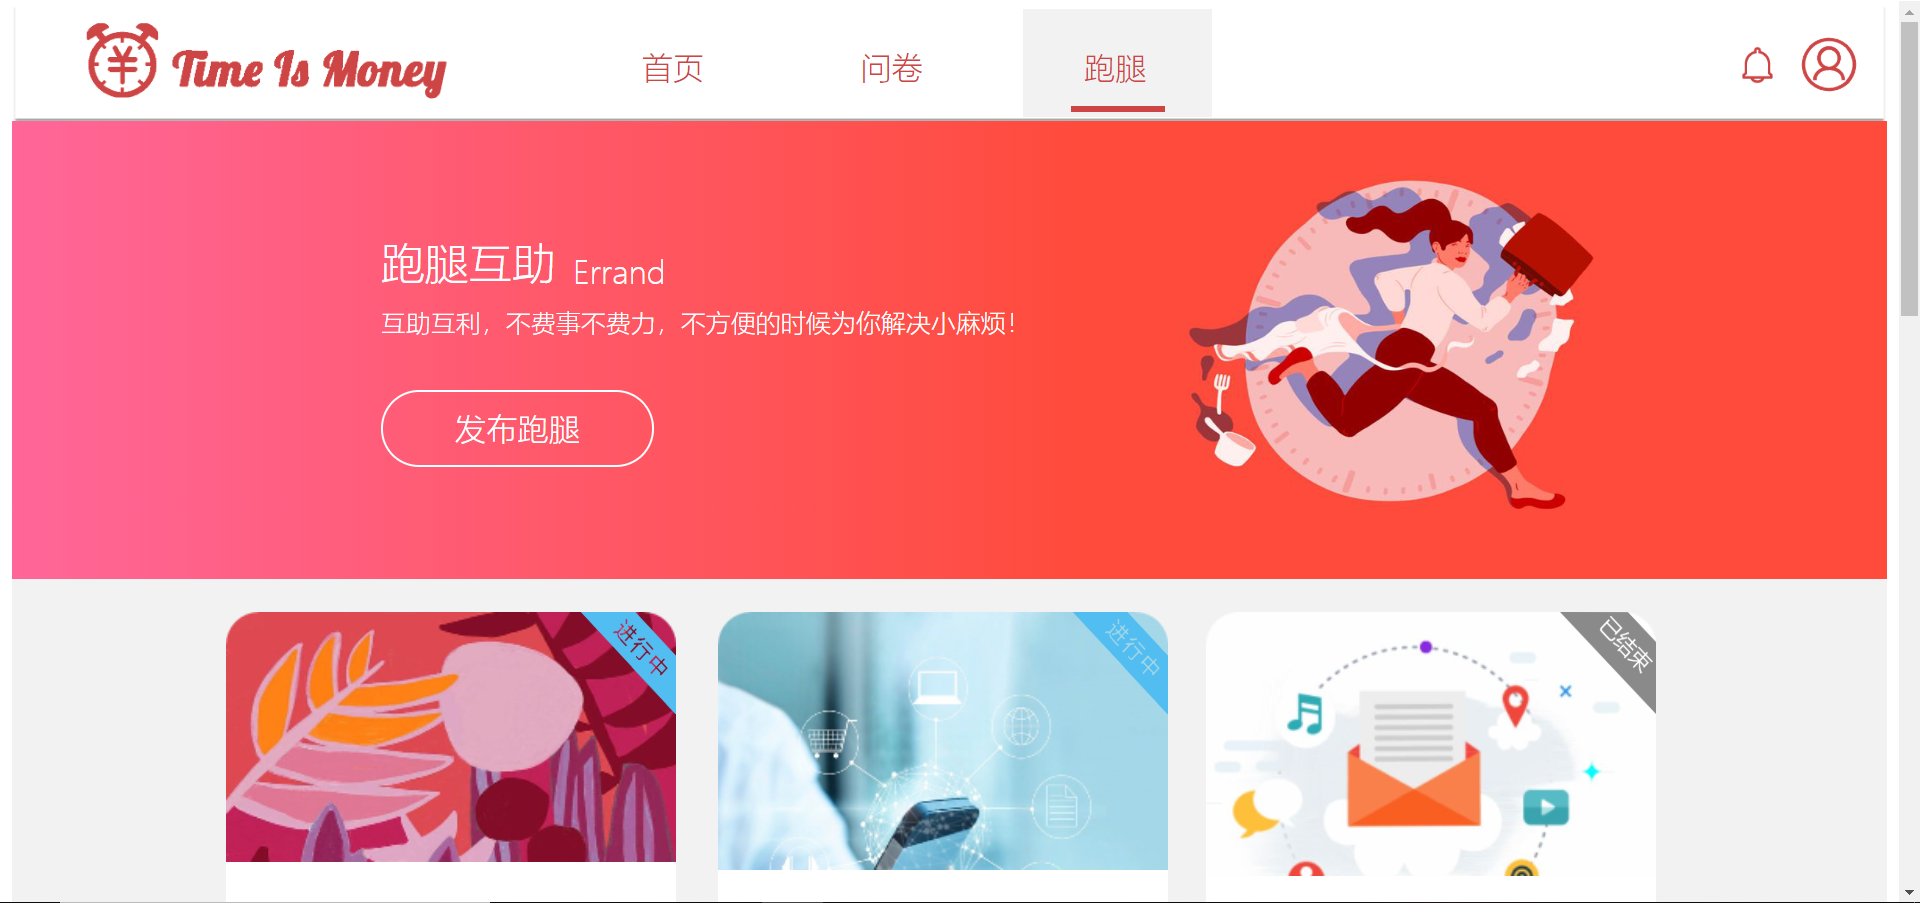 Time Is Money
首页
问卷
跑腿
跑腿互助 Errand
互助互利，不费事不费力，不方便的时候为你解决小麻烦！
发布跑腿
进行中
进行中
已结束